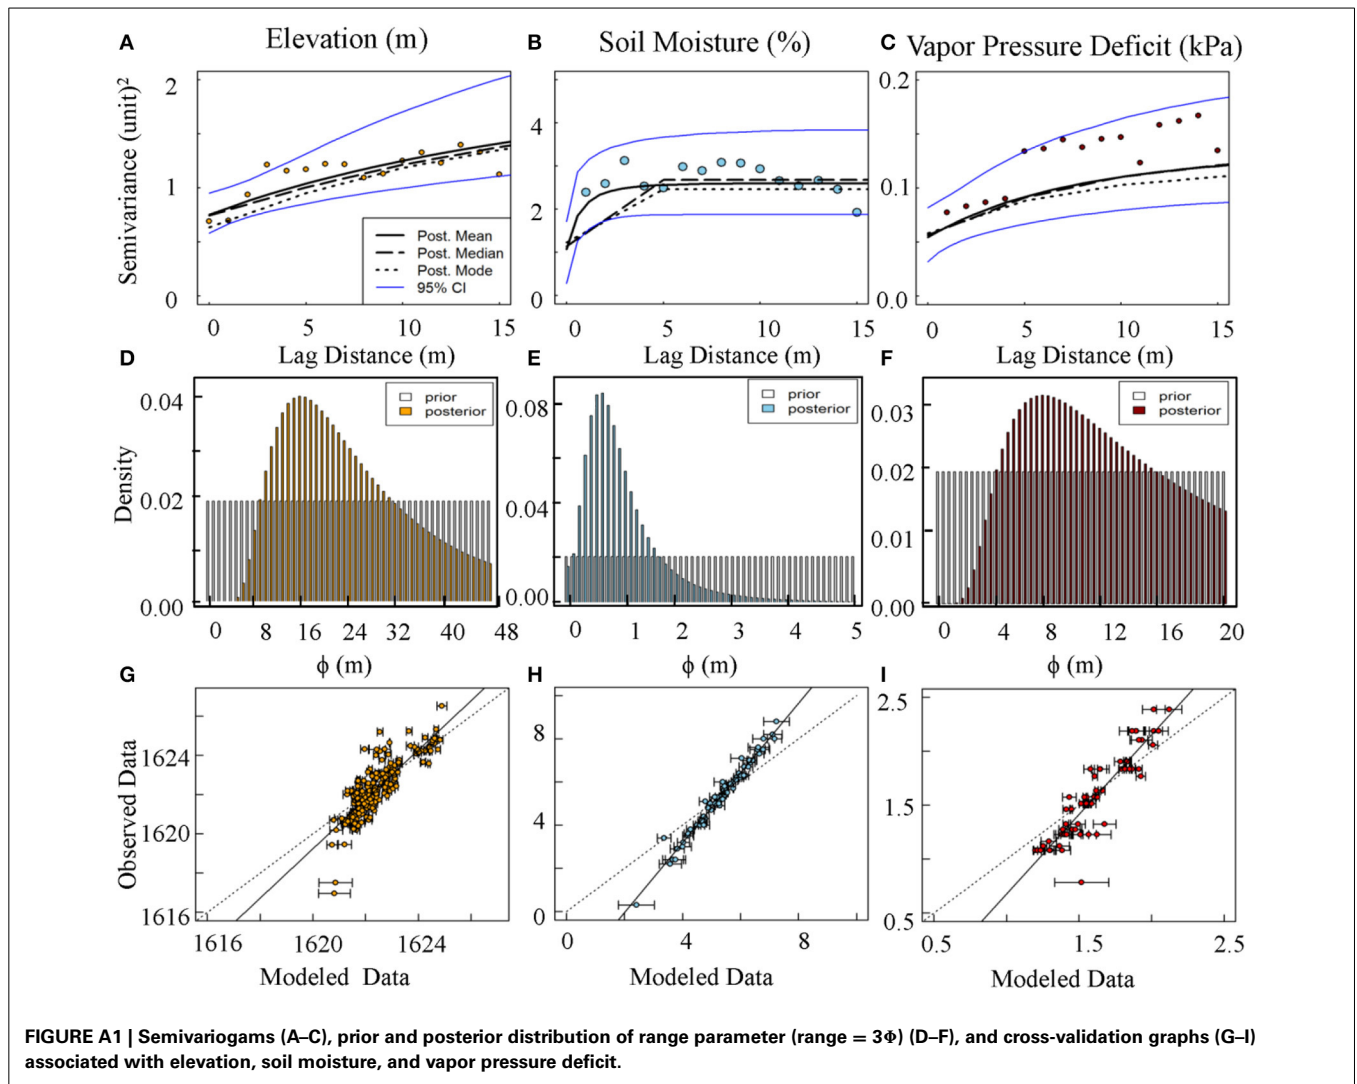 A Elevation (m)
B Soil Moisture (%)
C Vapor Pressure Deficit (kPa)
Semivariance (unit)²
2
1
0
0 5 10 15
Post. Mean
Post. Median
Post. Mode
95% CI
4
2
0
0 5 10 15
0.2
0.1
0.0
0 5 10 15
Lag Distance (m)
Lag Distance (m)
Lag Distance (m)
D
E
F
Density
0.04
0.02
0.00
prior
posterior
0 8 16 24 32 40 48
0.08
0.04
0.00
prior
posterior
0 1 2 3 4 5
0.03
0.02
0.01
0.00
prior
posterior
0 4 8 12 16 20
ϕ (m)
ϕ (m)
ϕ (m)
G
H
I
Observed Data
1624
1620
1616
1616 1620 1624
8
4
0
0 4 8
2.5
1.5
0.5
0.5 1.5 2.5
Modeled Data
Modeled Data
Modeled Data
FIGURE A1 | Semivariogams (A–C), prior and posterior distribution of range parameter (range = 3Φ) (D–F), and cross-validation graphs (G–I)
associated with elevation, soil moisture, and vapor pressure deficit.